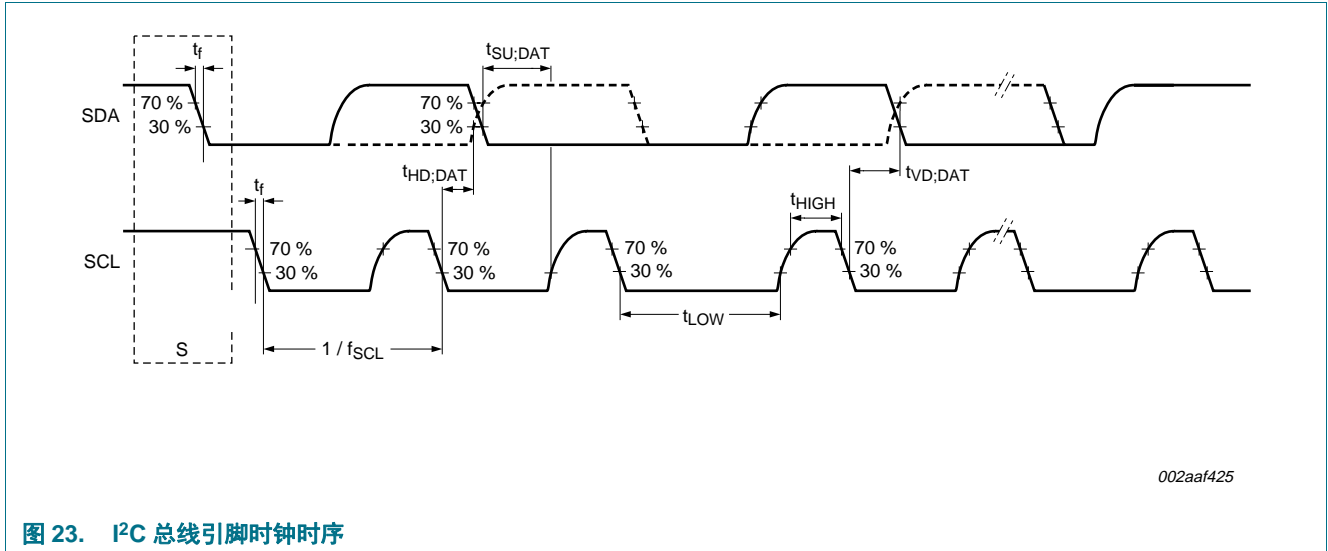 tf
tSU;DAT
70 %
30 %
SDA
70 %
30 %
tf
tHD;DAT
tVD;DAT
tHIGH
SCL
70 %
30 %
70 %
30 %
70 %
30 %
70 %
30 %
tLOW
S
1 / fSCL
002aaf425
图 23. I²C 总线引脚时钟时序